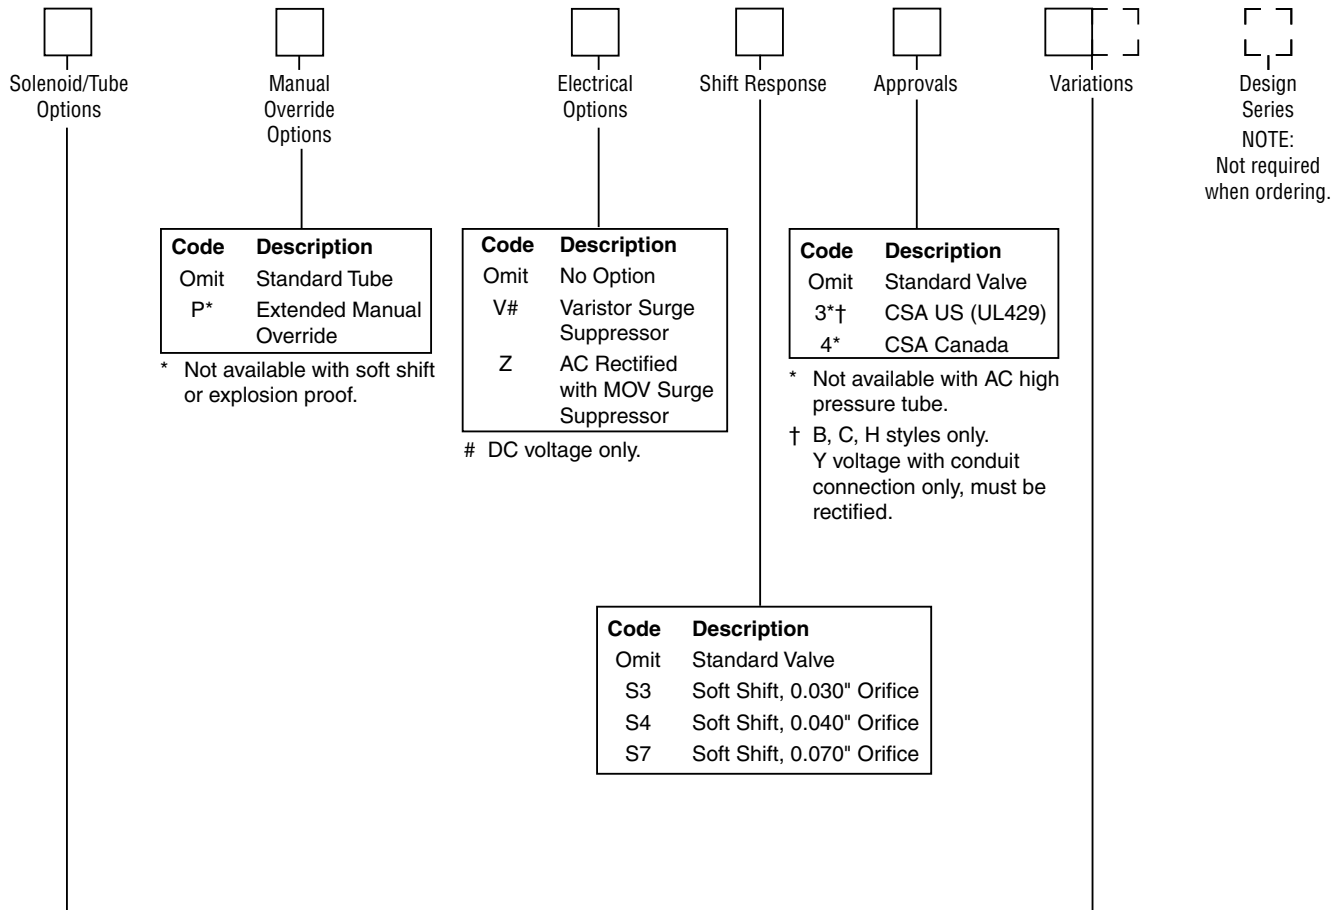 Solenoid/Tube
Options
Manual
Override
Options
Electrical
Options
Shift Response
Approvals
Variations
Design
Series
NOTE:
Not required
when ordering.
Code Description
Omit Standard Tube
P* Extended Manual
Override
* Not available with soft shift
or explosion proof.
Code Description
Omit No Option
V# Varistor Surge
Suppressor
Z AC Rectified
with MOV Surge
Suppressor
# DC voltage only.
Code Description
Omit Standard Valve
3*† CSA US (UL429)
4* CSA Canada
* Not available with AC high
pressure tube.
† B, C, H styles only.
Y voltage with conduit
connection only, must be
rectified.
Code Description
Omit Standard Valve
S3 Soft Shift, 0.030" Orifice
S4 Soft Shift, 0.040" Orifice
S7 Soft Shift, 0.070" Orifice